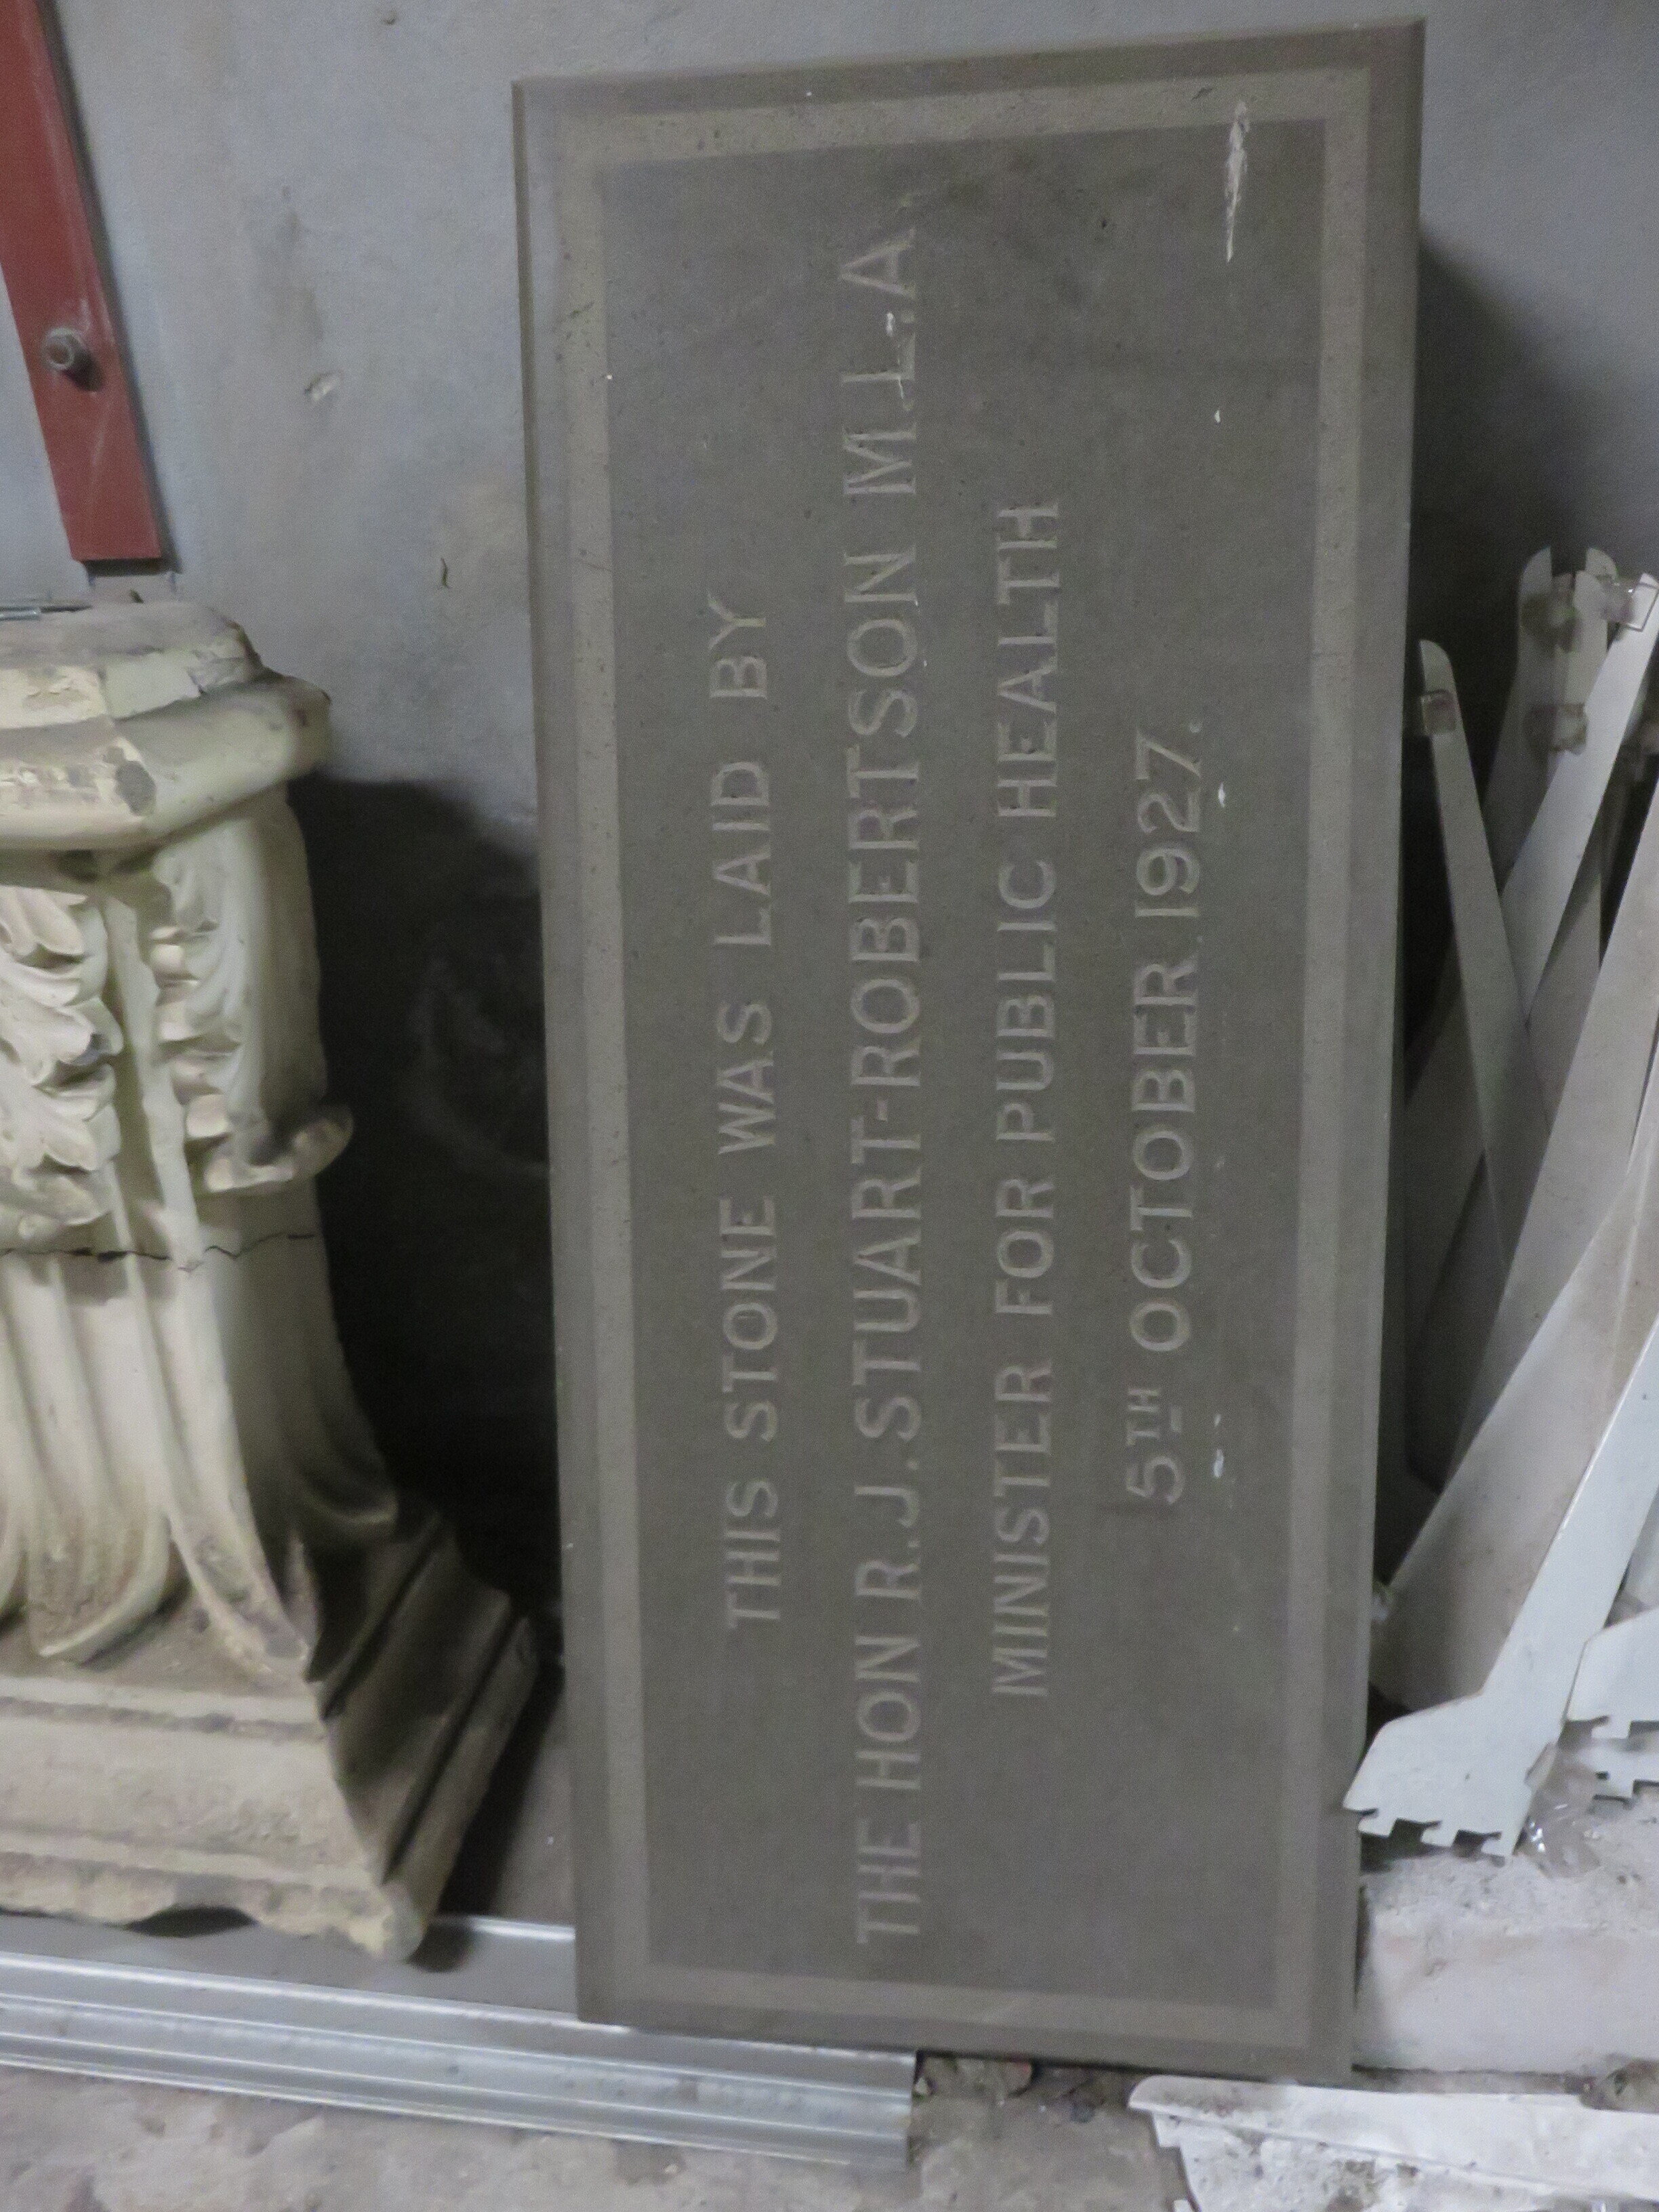 THIS STONE WAS LAID BY
THE HON R.J. STUART-ROBERTSON M.L.A.
MINISTER FOR PUBLIC HEALTH
5TH OCTOBER 1927.